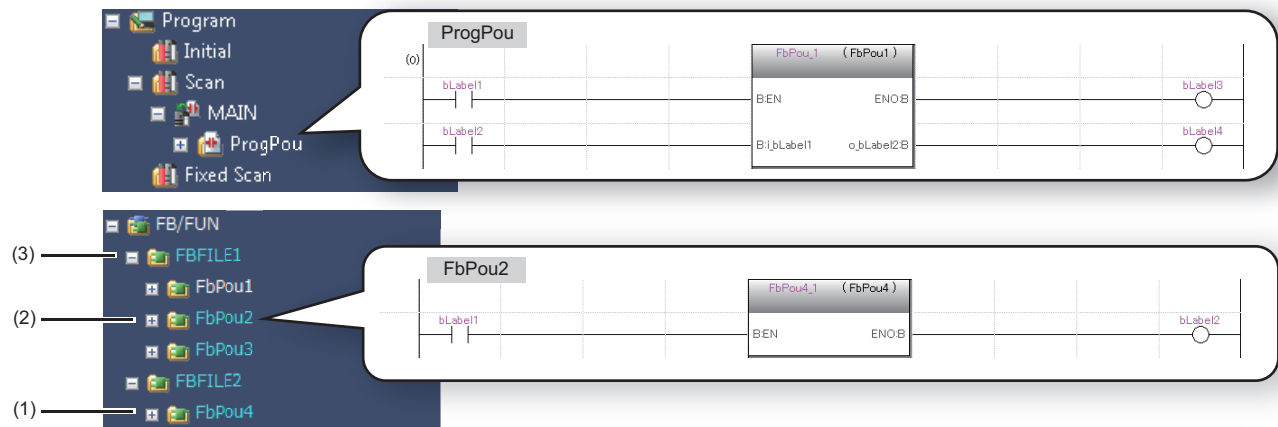 Program
Initial
Scan
MAIN
ProgPou
Fixed Scan
ProgPou
(0)
FbPou_1 (FbPou1)
bLabel1
B:EN ENO:B
bLabel3
bLabel2
B:i_bLabel1 o_bLabel2:B
bLabel4
FB/FUN
(3)
FBFILE1
FbPou1
(2)
FbPou2
FbPou3
FBFILE2
(1)
FbPou4
FbPou2
FbPou4_1 (FbPou4)
bLabel1
B:EN ENO:B
bLabel2